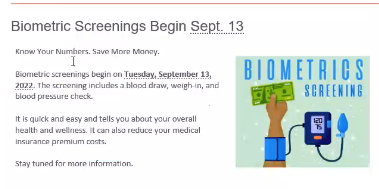 Biometric Screenings Begin Sept. 13
Know Your Numbers. Save More Money.
Biometric screenings begin on Tuesday, September 13,
2022. The screening includes a blood draw, weigh-in, and
blood pressure check.
It is quick and easy and tells you about your overall
health and wellness. It can also reduce your medical
insurance premium costs.
Stay tuned for more information.
BIOMETRICS
SCREENING
120
75